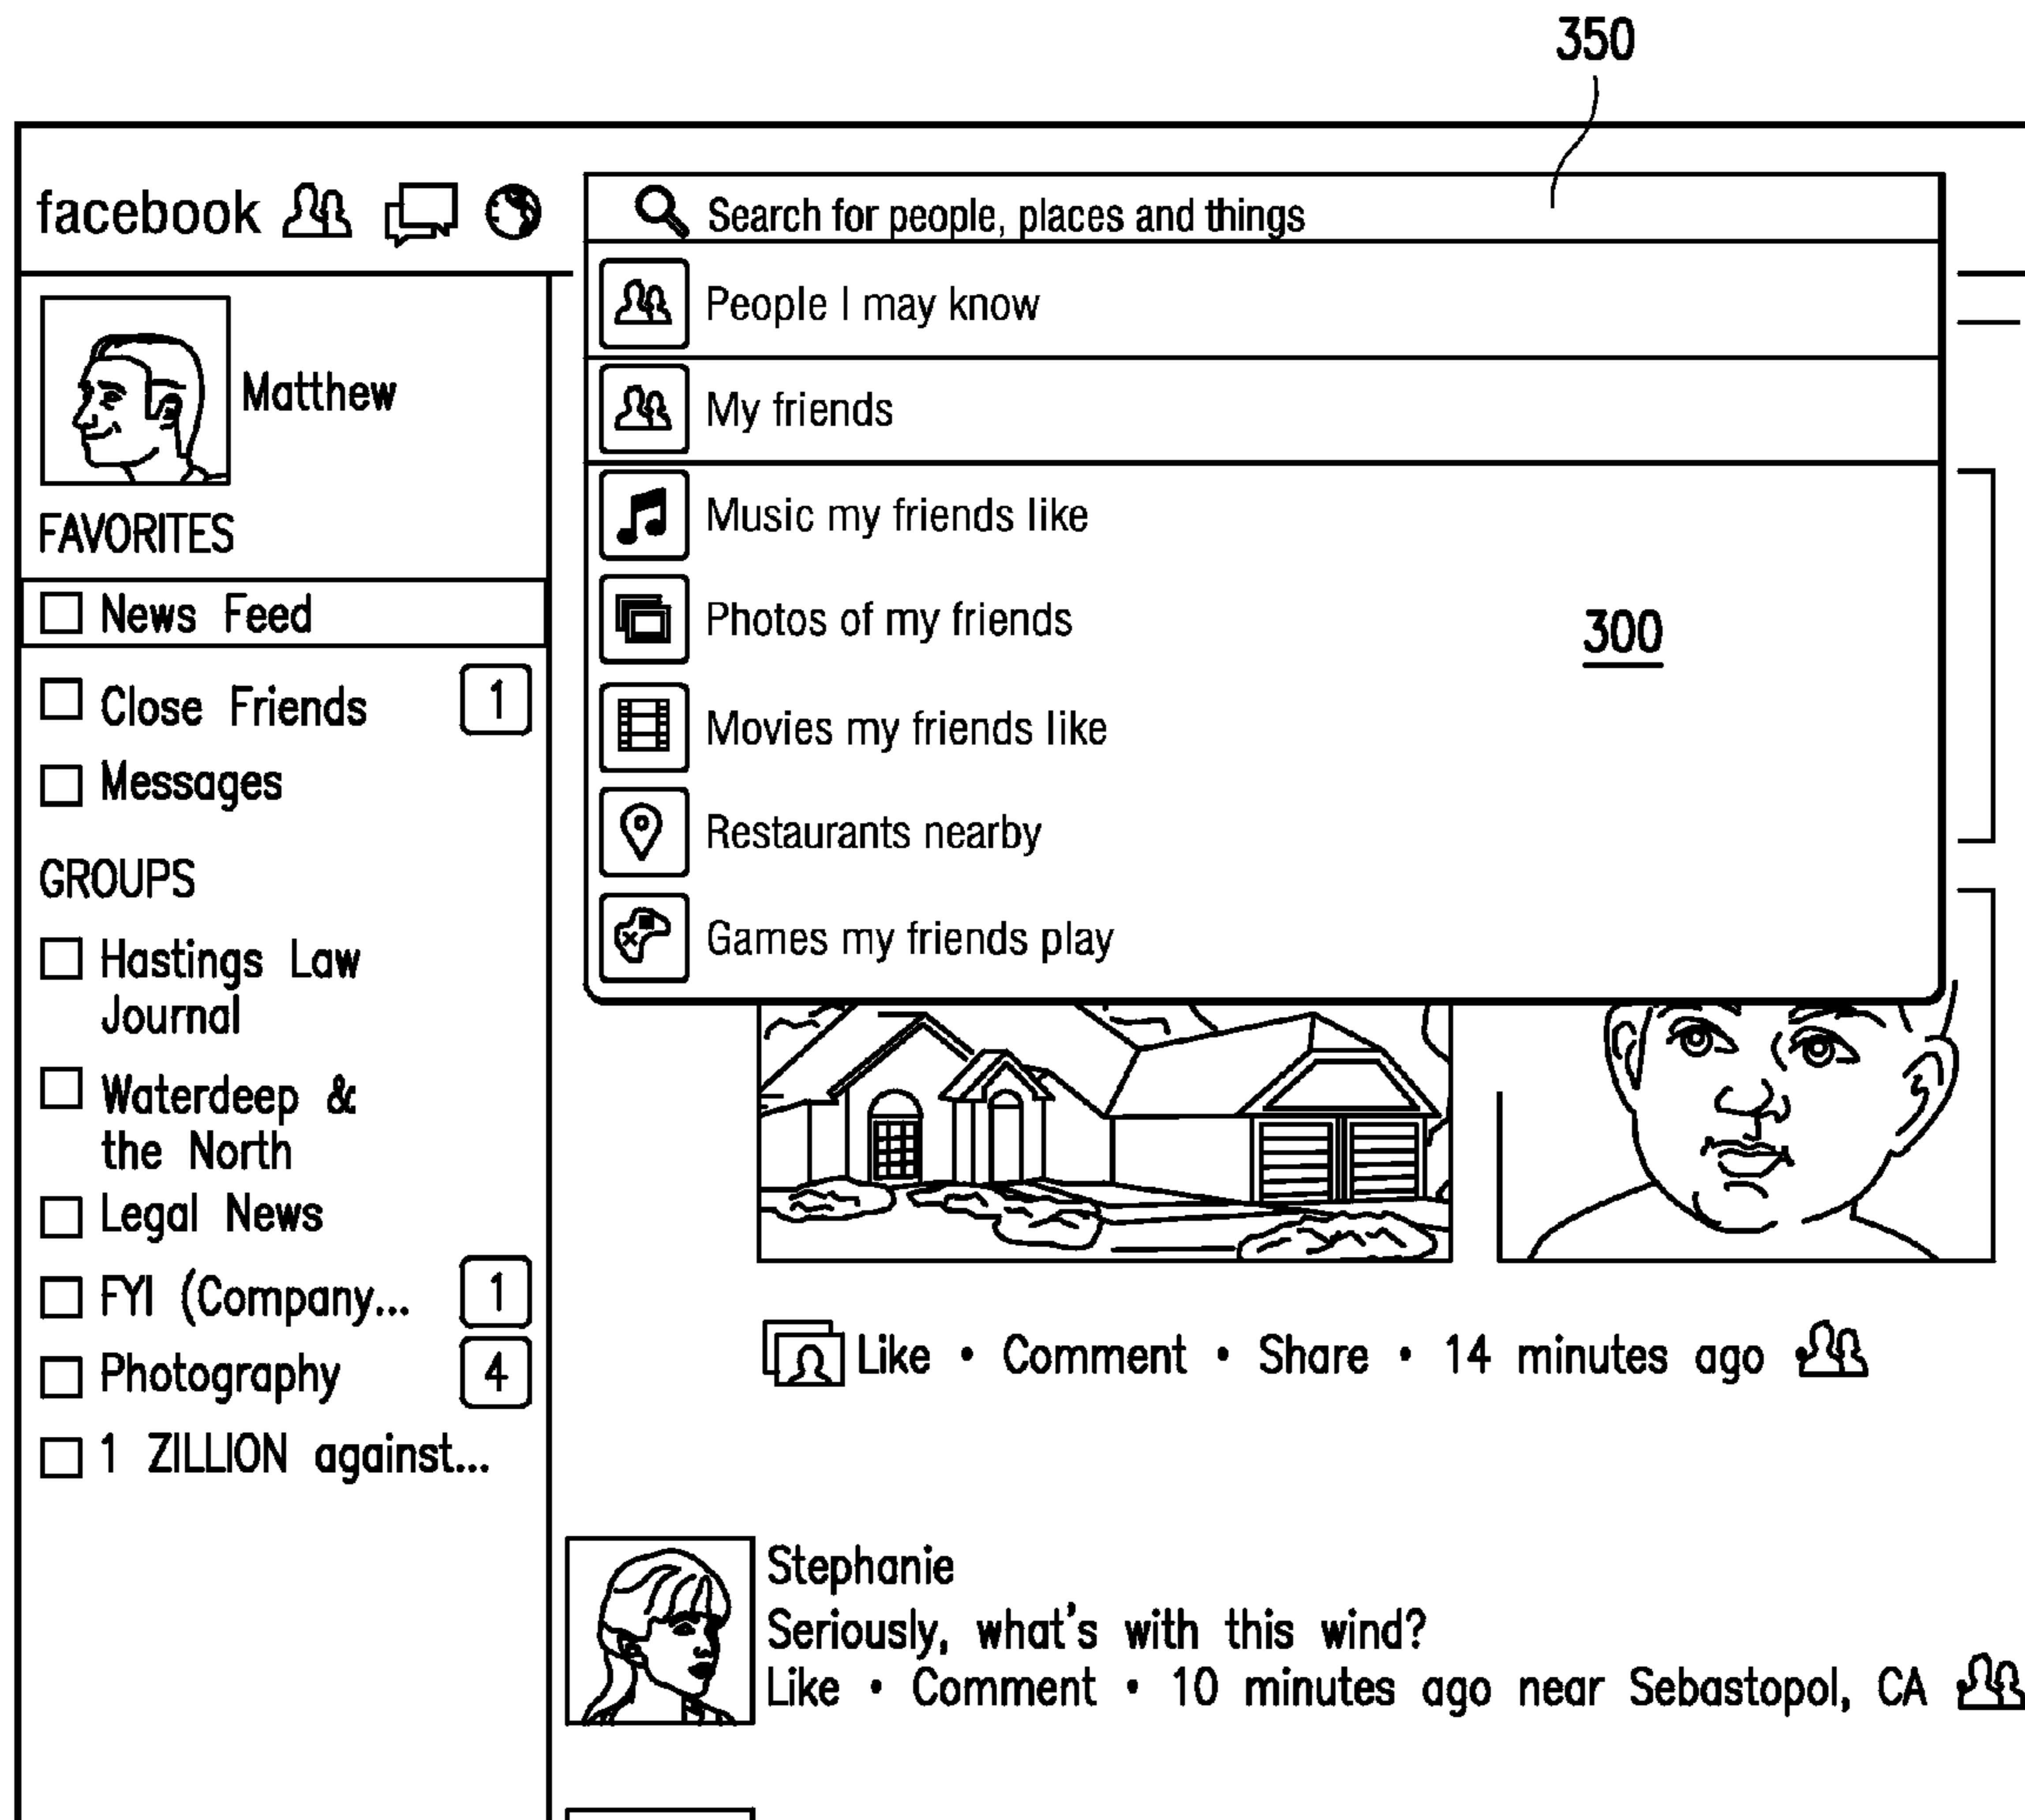 350
facebook
Search for people, places and things
People I may know
My friends
Music my friends like
Photos of my friends
300
Movies my friends like
Restaurants nearby
Games my friends play
Matthew
FAVORITES
News Feed
Close Friends 1
Messages
GROUPS
Hastings Law
Journal
Waterdeep &
the North
Legal News
FYI (Company... 1
Photography 4
1 ZILLION against...
Like • Comment • Share • 14 minutes ago
Stephanie
Seriously, what's with this wind?
Like • Comment • 10 minutes ago near Sebastopol, CA